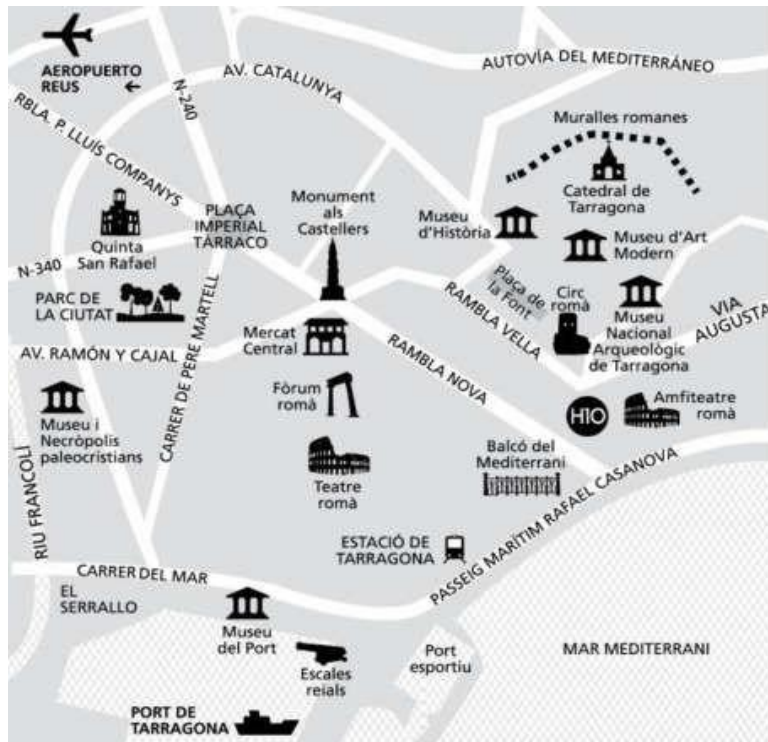 AEROPUERTO
REUS
N-240
AV. CATALUNYA
AUTOVÍA DEL MEDITERRÁNEO
RBLA. P. LLUÍS COMPANYS
Muralles romanes
Catedral de
Tarragona
Monument
als
Castellers
PLAÇA
IMPERIAL
TÀRRACO
Museu
d'Història
Museu d'Art
Modern
Quinta
San Rafael
N-340
PARC DE
LA CIUTAT
Plaça de
la Font
Circ
romà
RAMBLA VELLA
Museu
Nacional
Arqueològic
de Tarragona
VIA
AUGUSTA
AV. RAMÓN Y CAJAL
CARRER DE PERE MARTELL
Mercat
Central
RAMBLA NOVA
Fòrum
romà
H10
Amfiteatre
romà
Museu i
Necròpolis
paleocristians
RIU FRANCOLÍ
Teatre
romà
Balcó del
Mediterrani
PASSEIG MARÍTIM RAFAEL CASANOVA
ESTACIÓ DE
TARRAGONA
CARRER DEL MAR
EL
SERRALLO
Museu
del Port
Escales
reials
Port
esportiu
MAR MEDITERRANI
PORT DE
TARRAGONA